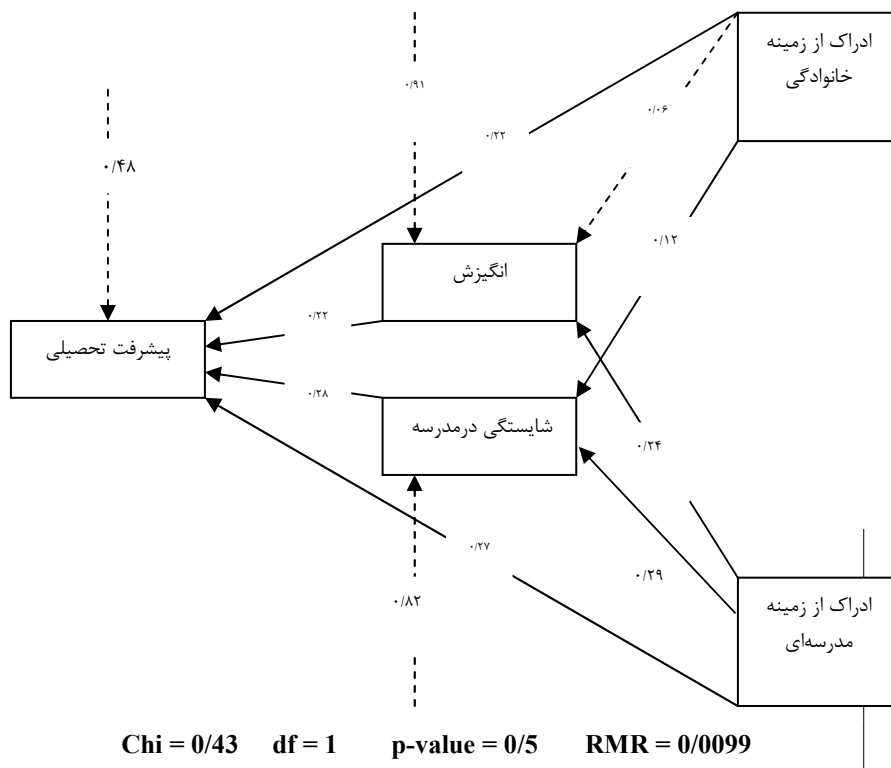 ادراک از زمینه
خانوادگی
۰/۹۱
۰/۰۶
۰/۲۲
۰/۴۸
۰/۱۲
انگیزش
۰/۲۲
پیشرفت تحصیلی
۰/۲۸
شایستگی درمدرسه
۰/۲۴
۰/۲۷
۰/۲۹
۰/۸۲
ادراک از زمینه
مدرسه‌ای
Chi = 0/43 df = 1 p-value = 0/5 RMR = 0/0099